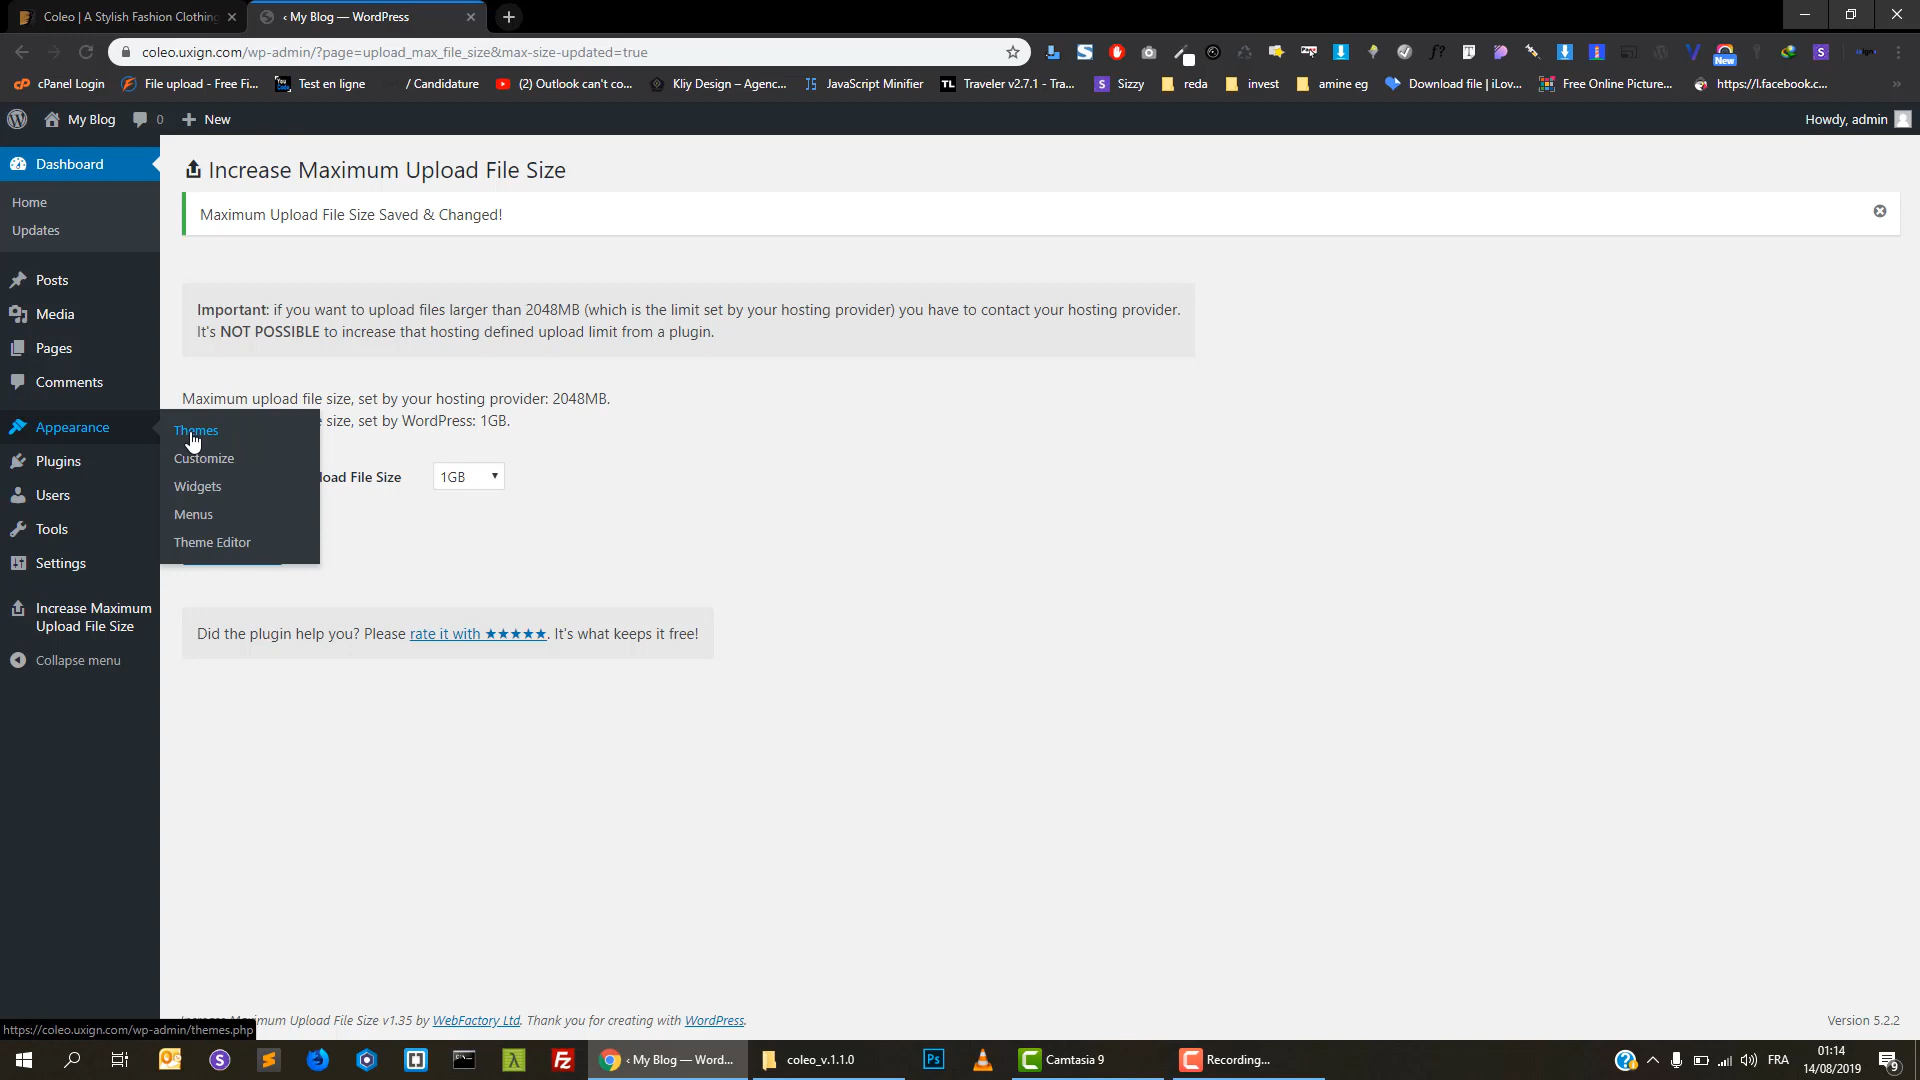 Coleo | A Stylish Fashion Clothing
‹ My Blog — WordPress
coleo.uxign.com/wp-admin/?page=upload_max_file_size&max-size-updated=true
New
cPanel Login
File upload - Free Fi...
Test en ligne
/ Candidature
(2) Outlook can't co...
Kliy Design – Agenc...
JavaScript Minifier
TL Traveler v2.7.1 - Tra...
Sizzy
reda
invest
amine eg
Download file | iLov...
Free Online Picture...
https://l.facebook.c...
My Blog
0
New
Howdy, admin
Dashboard
Home
Updates
Posts
Media
Pages
Comments
Appearance
Plugins
Users
Tools
Settings
Increase Maximum
Upload File Size
Collapse menu
Themes
Customize
Widgets
Menus
Theme Editor
Increase Maximum Upload File Size
Maximum Upload File Size Saved & Changed!
Important: if you want to upload files larger than 2048MB (which is the limit set by your hosting provider) you have to contact your hosting provider.
It's NOT POSSIBLE to increase that hosting defined upload limit from a plugin.
Maximum upload file size, set by your hosting provider: 2048MB.
e size, set by WordPress: 1GB.
load File Size
1GB
Did the plugin help you? Please rate it with ★★★★★. It's what keeps it free!
Maximum Upload File Size v1.35 by WebFactory Ltd. Thank you for creating with WordPress.
Version 5.2.2
https://coleo.uxign.com/wp-admin/themes.php
‹ My Blog — Word...
coleo_v.1.1.0
Ps
Camtasia 9
Recording...
FRA
01:14
14/08/2019
9